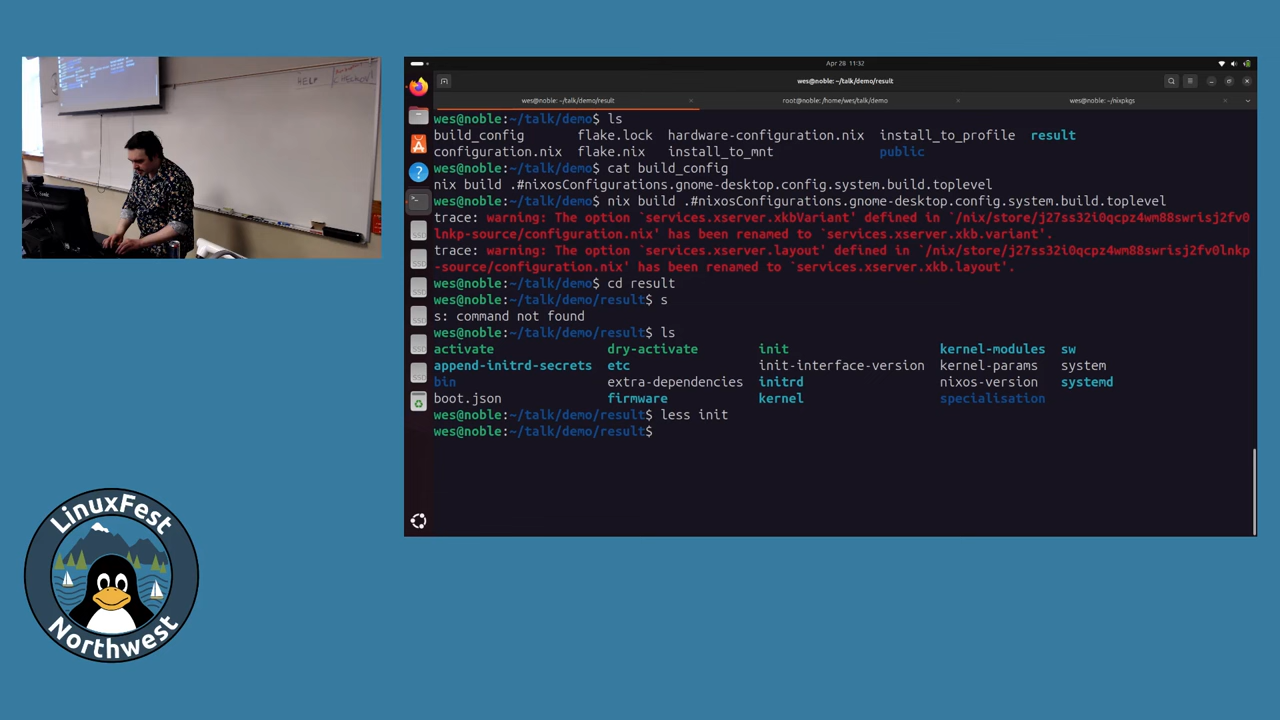 HELP
Apr 28 11:32
wes@noble: ~/talk/demo/result
wes@noble: ~/talk/demo/result
root@noble: /home/wes/talk/demo
wes@noble: ~/nixpkgs
wes@noble:~/talk/demo$ ls
build_config flake.lock hardware-configuration.nix install_to_profile result
configuration.nix flake.nix install_to_mnt public
wes@noble:~/talk/demo$ cat build_config
nix build .#nixosConfigurations.gnome-desktop.config.system.build.toplevel
wes@noble:~/talk/demo$ nix build .#nixosConfigurations.gnome-desktop.config.system.build.toplevel
trace: warning: The option `services.xserver.xkbVariant' defined in `/nix/store/j27ss32i0qcpz4wm88swrisj2fv0
lnkp-source/configuration.nix' has been renamed to `services.xserver.xkb.variant'.
trace: warning: The option `services.xserver.layout' defined in `/nix/store/j27ss32i0qcpz4wm88swrisj2fv0lnkp
-source/configuration.nix' has been renamed to `services.xserver.xkb.layout'.
wes@noble:~/talk/demo$ cd result
wes@noble:~/talk/demo/result$ s
s: command not found
wes@noble:~/talk/demo/result$ ls
activate dry-activate init kernel-modules sw
append-initrd-secrets etc init-interface-version kernel-params system
bin extra-dependencies initrd nixos-version systemd
boot.json firmware kernel specialisation
wes@noble:~/talk/demo/result$ less init
wes@noble:~/talk/demo/result$
SSD
SSD
SSD
SSD
SSD
SSD
LinuxFest
Northwest